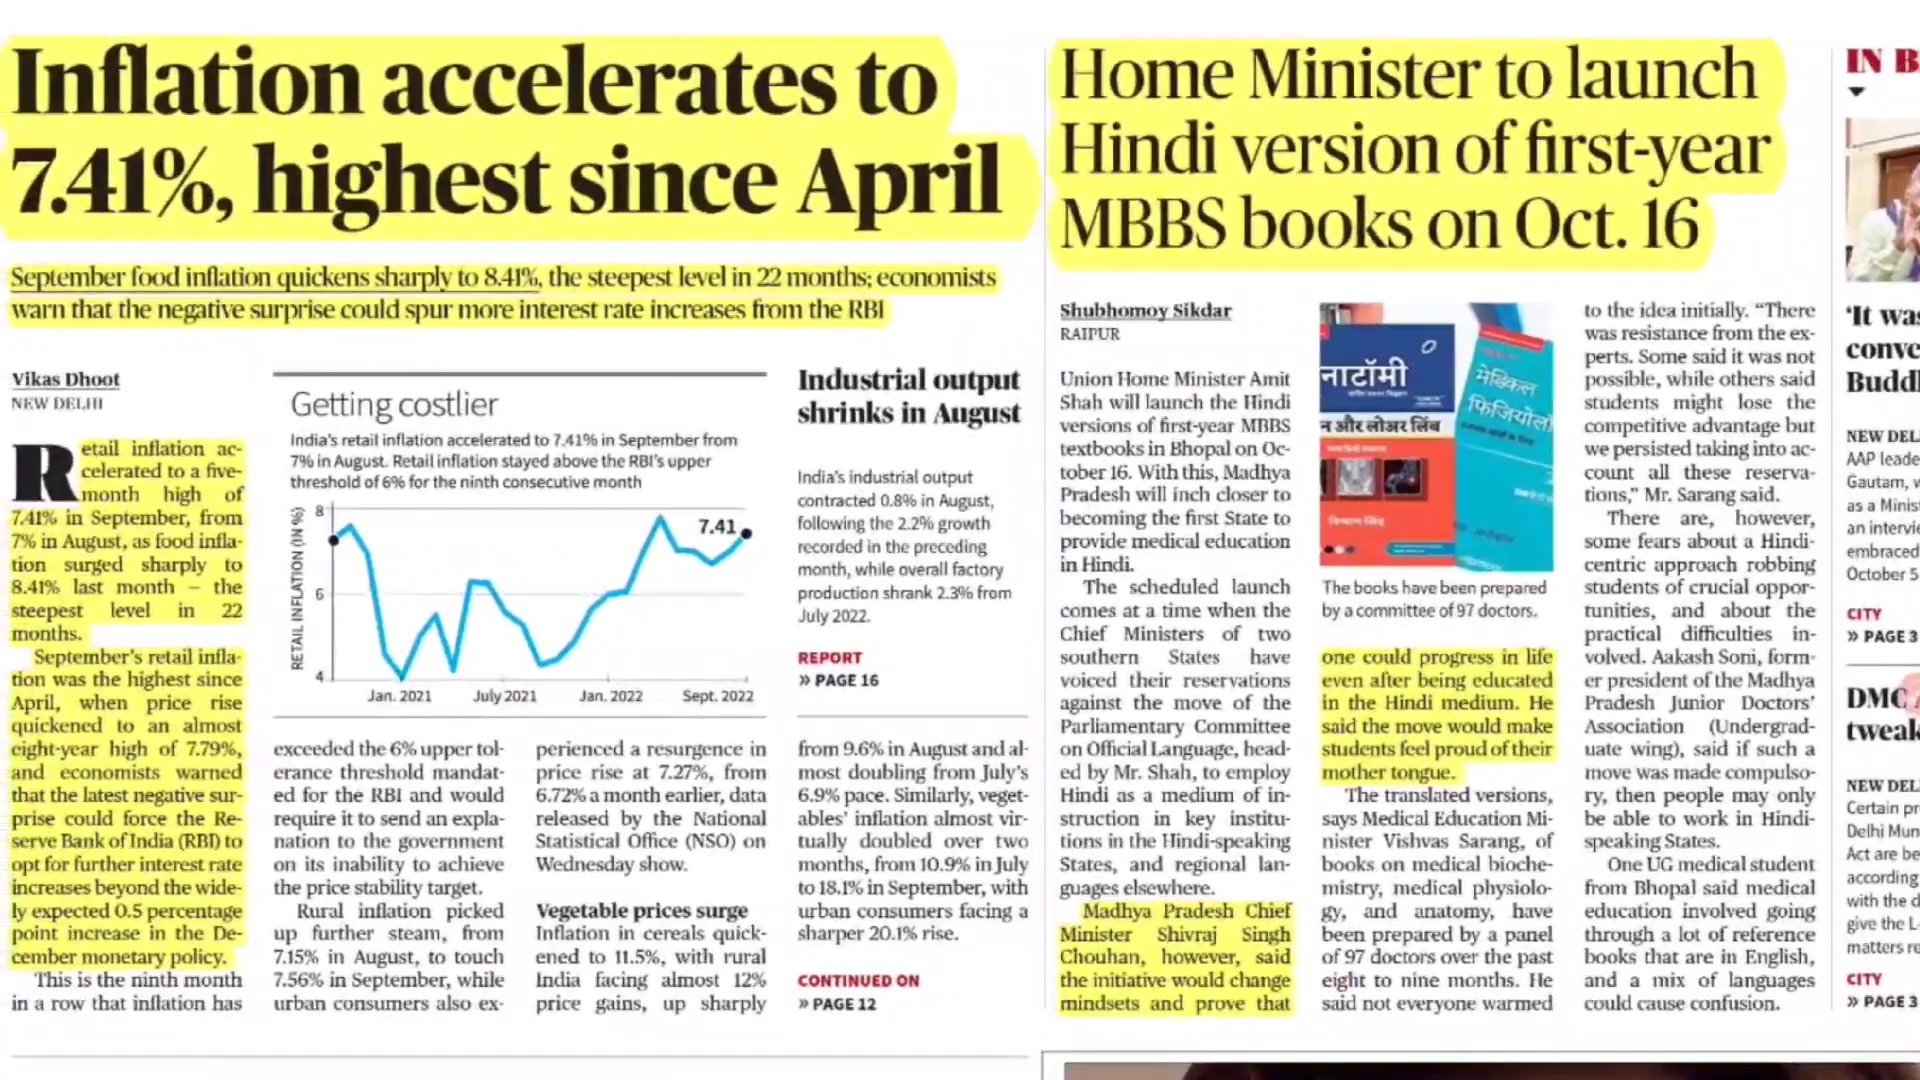 Inflation accelerates to
7.41%, highest since April
September food inflation quickens sharply to 8.41%, the steepest level in 22 months; economists
warn that the negative surprise could spur more interest rate increases from the RBI
Vikas Dhoot
NEW DELHI
Retail inflation ac-
celerated to a five-
month high of
7.41% in September, from
7% in August, as food infla-
tion surged sharply to
8.41% last month – the
steepest level in 22
months.
September's retail infla-
tion was the highest since
April, when price rise
quickened to an almost
eight-year high of 7.79%,
and economists warned
that the latest negative sur-
prise could force the Re-
serve Bank of India (RBI) to
opt for further interest rate
increases beyond the wide-
ly expected 0.5 percentage
point increase in the De-
cember monetary policy.
This is the ninth month
in a row that inflation has
Getting costlier
India's retail inflation accelerated to 7.41% in September from
7% in August. Retail inflation stayed above the RBI's upper
threshold of 6% for the ninth consecutive month
RETAIL INFLATION (IN %)
8
6
4
7.41
Jan. 2021 July 2021 Jan. 2022 Sept. 2022
exceeded the 6% upper tol-
erance threshold mandat-
ed for the RBI and would
require it to send an expla-
nation to the government
on its inability to achieve
the price stability target.
Rural inflation picked
up further steam, from
7.15% in August, to touch
7.56% in September, while
urban consumers also ex-
perienced a resurgence in
price rise at 7.27%, from
6.72% a month earlier, data
released by the National
Statistical Office (NSO) on
Wednesday show.
Vegetable prices surge
Inflation in cereals quick-
ened to 11.5%, with rural
India facing almost 12%
price gains, up sharply
Industrial output
shrinks in August
India's industrial output
contracted 0.8% in August,
following the 2.2% growth
recorded in the preceding
month, while overall factory
production shrank 2.3% from
July 2022.
REPORT
» PAGE 16
from 9.6% in August and al-
most doubling from July's
6.9% pace. Similarly, veget-
ables' inflation almost vir-
tually doubled over two
months, from 10.9% in July
to 18.1% in September, with
urban consumers facing a
sharper 20.1% rise.
CONTINUED ON
» PAGE 12
Home Minister to launch
Hindi version of first-year
MBBS books on Oct. 16
Shubhomoy Sikdar
RAIPUR
Union Home Minister Amit
Shah will launch the Hindi
versions of first-year MBBS
textbooks in Bhopal on Oc-
tober 16. With this, Madhya
Pradesh will inch closer to
becoming the first State to
provide medical education
in Hindi.
The scheduled launch
comes at a time when the
Chief Ministers of two
southern States have
voiced their reservations
against the move of the
Parliamentary Committee
on Official Language, head-
ed by Mr. Shah, to employ
Hindi as a medium of in-
struction in key institu-
tions in the Hindi-speaking
States, and regional lan-
guages elsewhere.
Madhya Pradesh Chief
Minister Shivraj Singh
Chouhan, however, said
the initiative would change
mindsets and prove that
नाटॉमी
न और लोअर लिंब
मेडिकल
फिजियोलॉ
The books have been prepared
by a committee of 97 doctors.
one could progress in life
even after being educated
in the Hindi medium. He
said the move would make
students feel proud of their
mother tongue.
The translated versions,
says Medical Education Mi-
nister Vishvas Sarang, of
books on medical bioche-
mistry, medical physiolo-
gy, and anatomy, have
been prepared by a panel
of 97 doctors over the past
eight to nine months. He
said not everyone warmed
to the idea initially. “There
was resistance from the ex-
perts. Some said it was not
possible, while others said
students might lose the
competitive advantage but
we persisted taking into ac-
count all these reserva-
tions,” Mr. Sarang said.
There are, however,
some fears about a Hindi-
centric approach robbing
students of crucial oppor-
tunities, and about the
practical difficulties in-
volved. Aakash Soni, form-
er president of the Madhya
Pradesh Junior Doctors'
Association (Undergrad-
uate wing), said if such a
move was made compulso-
ry, then people may only
be able to work in Hindi-
speaking States.
One UG medical student
from Bhopal said medical
education involved going
through a lot of reference
books that are in English,
and a mix of languages
could cause confusion.
IN B
‘It was
conve
Budd
NEW DEL
AAP leade
Gautam, w
as a Minis
an intervie
embraced
October 5
CITY
» PAGE 3
DMC
tweak
NEW DEL
Certain pr
Delhi Mun
Act are be
according
with the d
give the L-
matters re
CITY
» PAGE 3